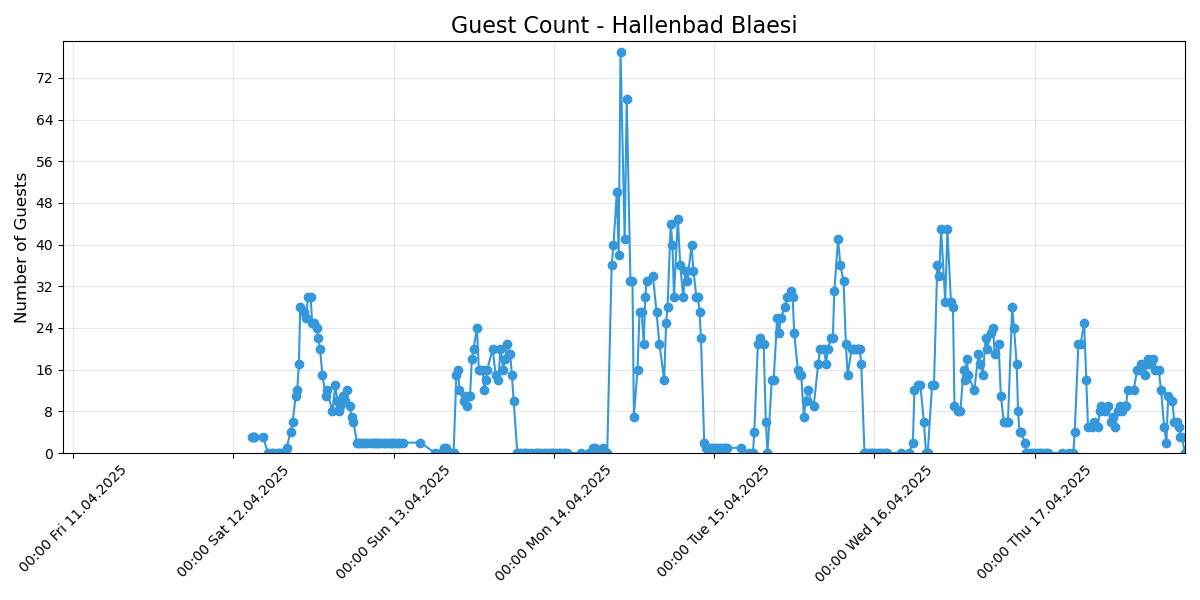 Guest Count - Hallenbad Blaesi
Number of Guests
72
64
56
48
40
32
24
16
8
0
00:00 Fri 11.04.2025
00:00 Sat 12.04.2025
00:00 Sun 13.04.2025
00:00 Mon 14.04.2025
00:00 Tue 15.04.2025
00:00 Wed 16.04.2025
00:00 Thu 17.04.2025